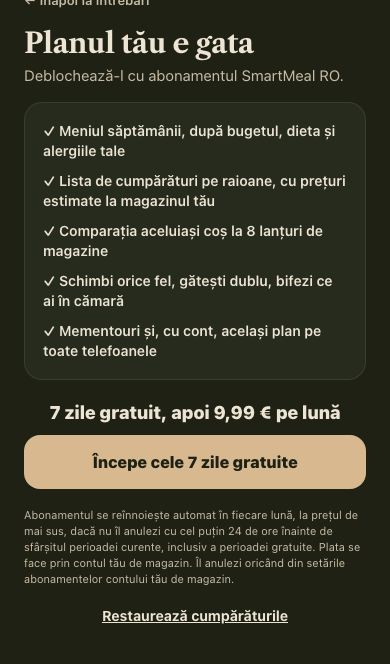 ← Înapoi la întrebări
Planul tău e gata
Deblochează-l cu abonamentul SmartMeal RO.
✓ Meniul săptămânii, după bugetul, dieta și
alergiile tale
✓ Lista de cumpărături pe raioane, cu prețuri
estimate la magazinul tău
✓ Comparația aceluiași coș la 8 lanțuri de
magazine
✓ Schimbi orice fel, gătești dublu, bifezi ce
ai în cămară
✓ Mementouri și, cu cont, același plan pe
toate telefoanele
7 zile gratuit, apoi 9,99 € pe lună
Începe cele 7 zile gratuite
Abonamentul se reînnoiește automat în fiecare lună, la prețul de
mai sus, dacă nu îl anulezi cu cel puțin 24 de ore înainte de
sfârșitul perioadei curente, inclusiv a perioadei gratuite. Plata se
face prin contul tău de magazin. Îl anulezi oricând din setările
abonamentelor contului tău de magazin.
Restaurează cumpărăturile